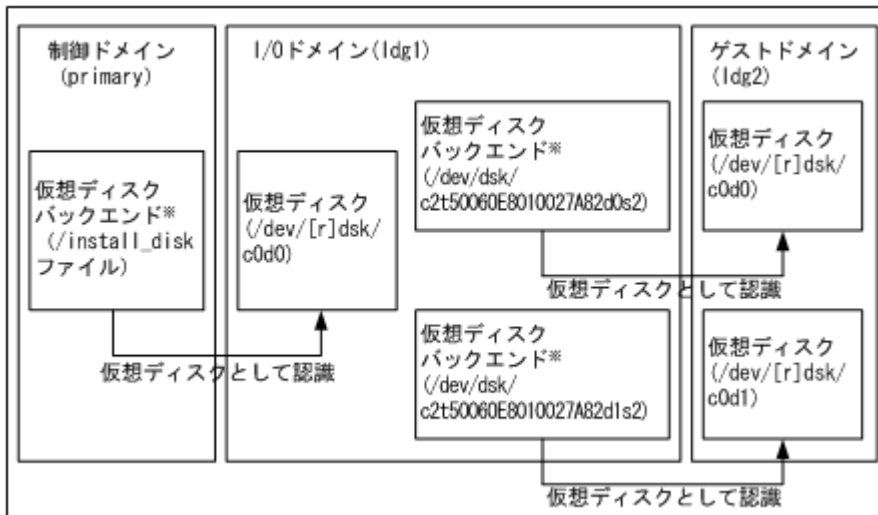 制御ドメイン
(primary)
仮想ディスク
バックエンド※
(/install_disk
ファイル)
仮想ディスクとして認識
I/Oドメイン(ldg1)
仮想ディスク
(/dev/[r]dsk/
c0d0)
仮想ディスク
バックエンド※
(/dev/dsk/
c2t50060E8010027A82d0s2)
仮想ディスクとして認識
仮想ディスク
バックエンド※
(/dev/dsk/
c2t50060E8010027A82d1s2)
仮想ディスクとして認識
ゲストドメイン
(ldg2)
仮想ディスク
(/dev/[r]dsk/
c0d0)
仮想ディスク
(/dev/[r]dsk/
c0d1)